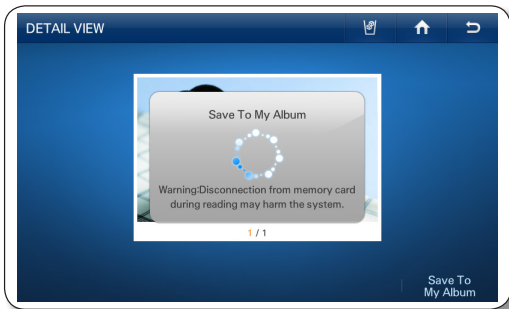 DETAIL VIEW
Save To My Album
Warning:Disconnection from memory card
during reading may harm the system.
1 / 1
Save To
My Album